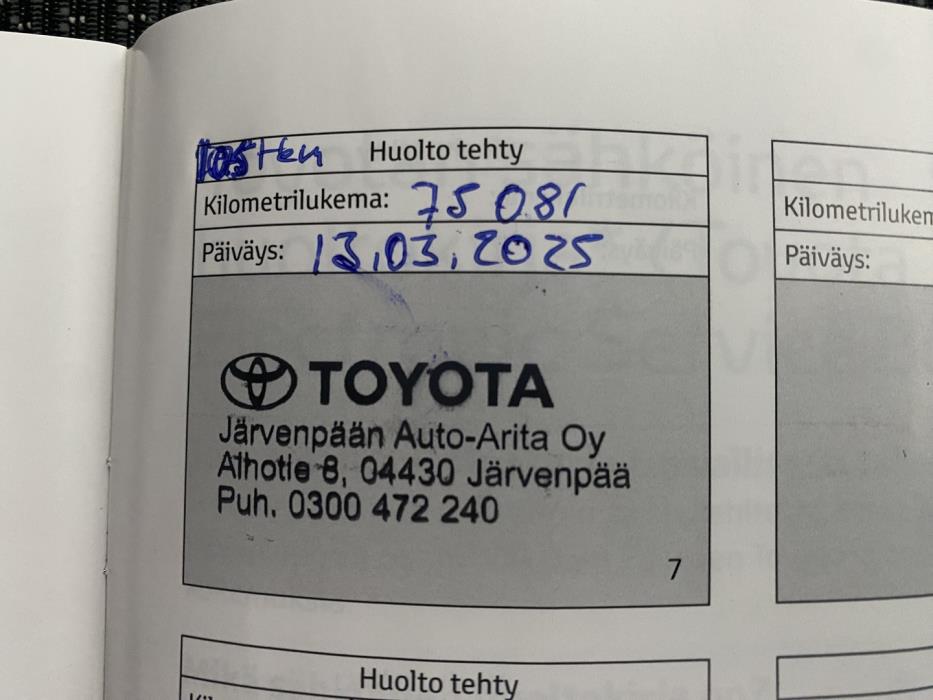 Huolto tehty
Kilometrilukema: 75 081
Päiväys: 13.03.2025
TOYOTA
Järvenpään Auto-Arita Oy
Alhotie 8, 04430 Järvenpää
Puh. 0300 472 240
7
Päiväys:
Huolto tehty